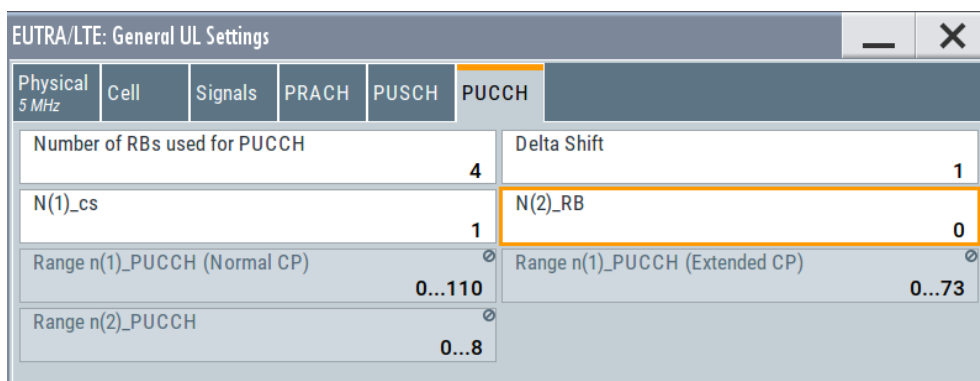 EUTRA/LTE: General UL Settings
Physical
5 MHz
Cell
Signals
PRACH
PUSCH
PUCCH
Number of RBs used for PUCCH
4
Delta Shift
1
N(1)_cs
1
N(2)_RB
0
Range n(1)_PUCCH (Normal CP)
0...110
Range n(1)_PUCCH (Extended CP)
0...73
Range n(2)_PUCCH
0...8